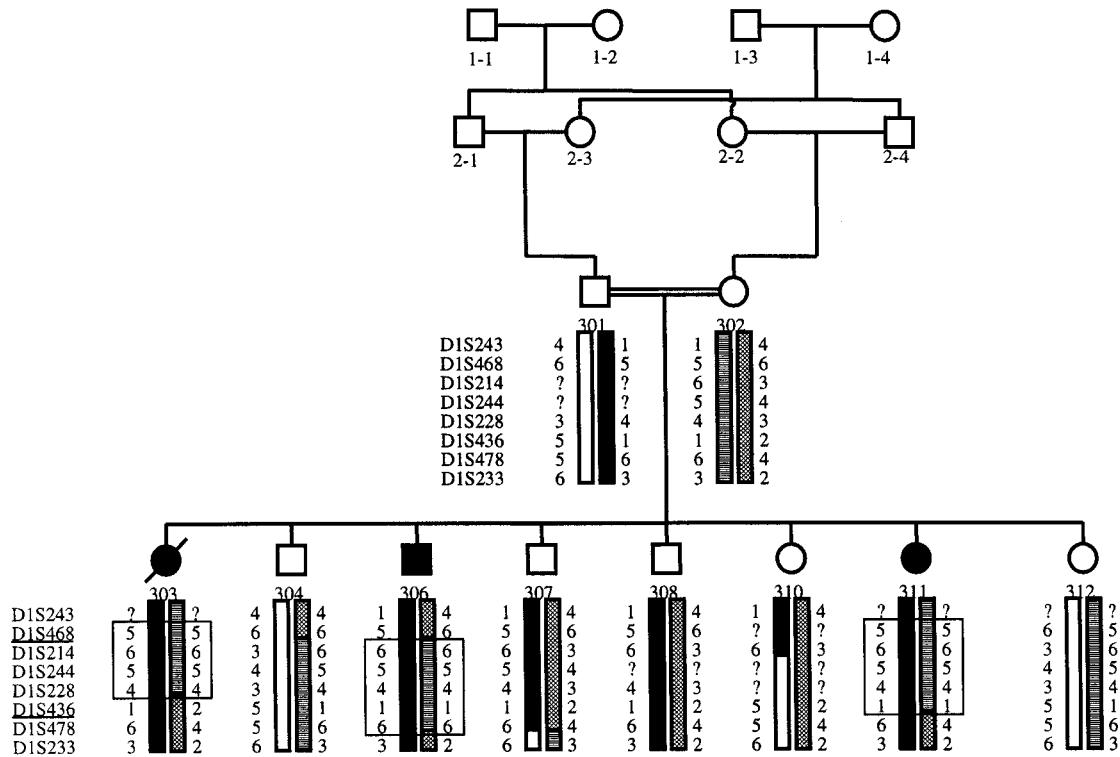 1-1 1-2 1-3 1-4
2-1 2-3 2-2 2-4
301 302
D1S243 4 1 1 4
D1S468 6 5 5 6
D1S214 ? ? 6 3
D1S244 ? ? 5 4
D1S228 3 4 4 3
D1S436 5 1 1 2
D1S478 5 6 6 4
D1S233 6 3 3 2
303 304 306 307 308 310 311 312
D1S243 ? ? 4 4 1 4 1 4 1 4 1 4 ? ? ? ?
D1S468 5 5 6 6 5 6 5 6 5 6 ? ? 5 5 6 5
D1S214 6 6 3 6 6 6 6 3 6 3 6 3 6 6 3 6
D1S244 5 5 4 5 5 5 5 4 ? ? ? ? 5 5 4 5
D1S228 4 4 3 4 4 4 4 3 4 3 ? ? 4 4 3 4
D1S436 1 2 5 1 1 1 1 2 1 2 5 2 1 1 5 1
D1S478 6 4 5 6 6 6 6 4 6 4 5 4 6 4 5 6
D1S233 3 2 6 3 3 2 6 3 3 2 6 2 3 2 6 3